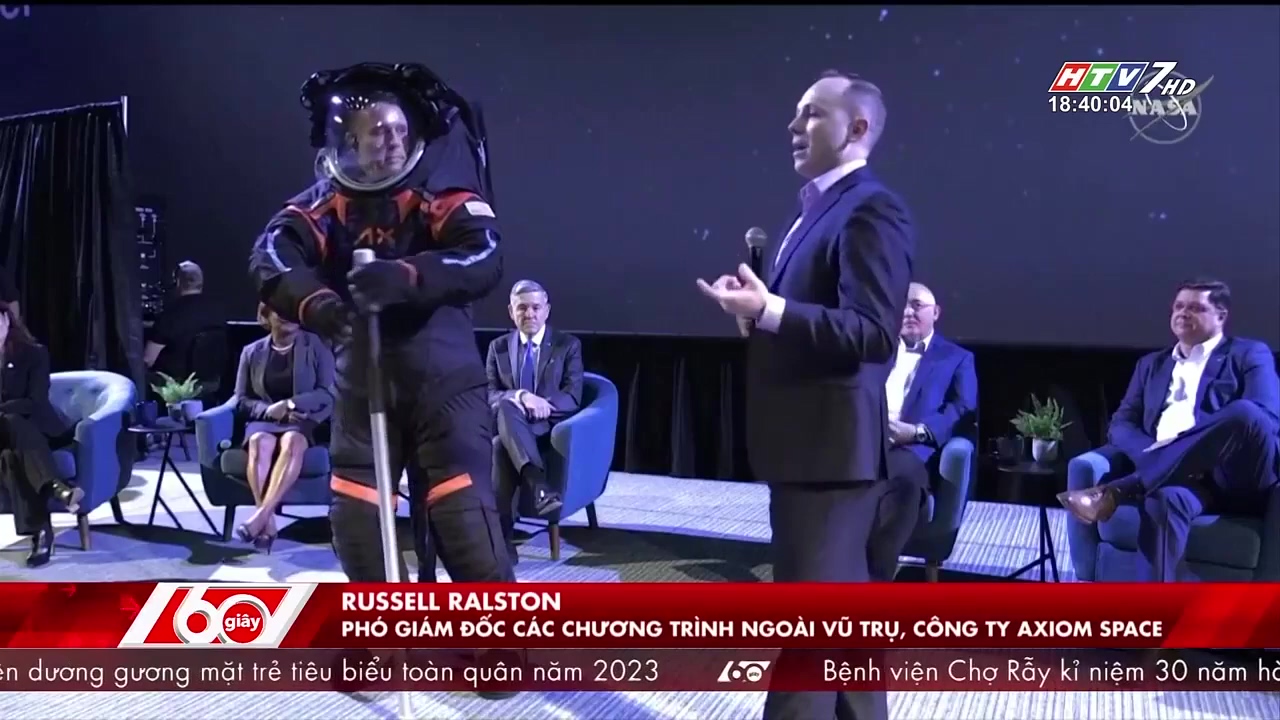 HTV7 HD
18:40:04
NASA
AX
60 giây
RUSSELL RALSTON
PHÓ GIÁM ĐỐC CÁC CHƯƠNG TRÌNH NGOÀI VŨ TRỤ, CÔNG TY AXIOM SPACE
dương gương mặt trẻ tiêu biểu toàn quân năm 2023 60 giây Bệnh viện Chợ Rẫy kỉ niệm 30 năm